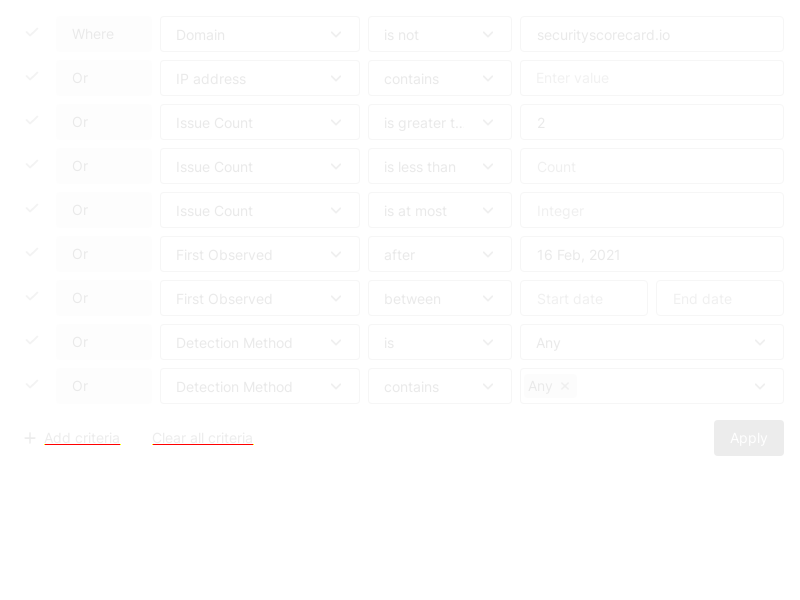 Where Domain is not securityscorecard.io
Or IP address contains Enter value
Or Issue Count is greater t.. 2
Or Issue Count is less than Count
Or Issue Count is at most Integer
Or First Observed after 16 Feb, 2021
Or First Observed between Start date End date
Or Detection Method is Any
Or Detection Method contains Any
Add criteria Clear all criteria Apply